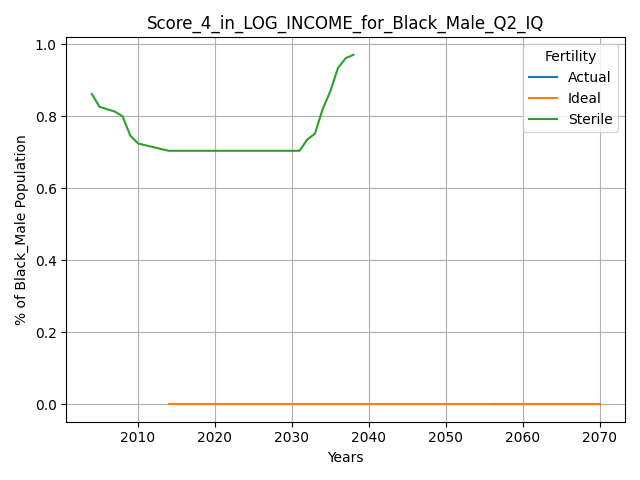 Score_4_in_LOG_INCOME_for_Black_Male_Q2_IQ
% of Black_Male Population
1.0
0.8
0.6
0.4
0.2
0.0
Fertility
Actual
Ideal
Sterile
2010 2020 2030 2040 2050 2060 2070
Years